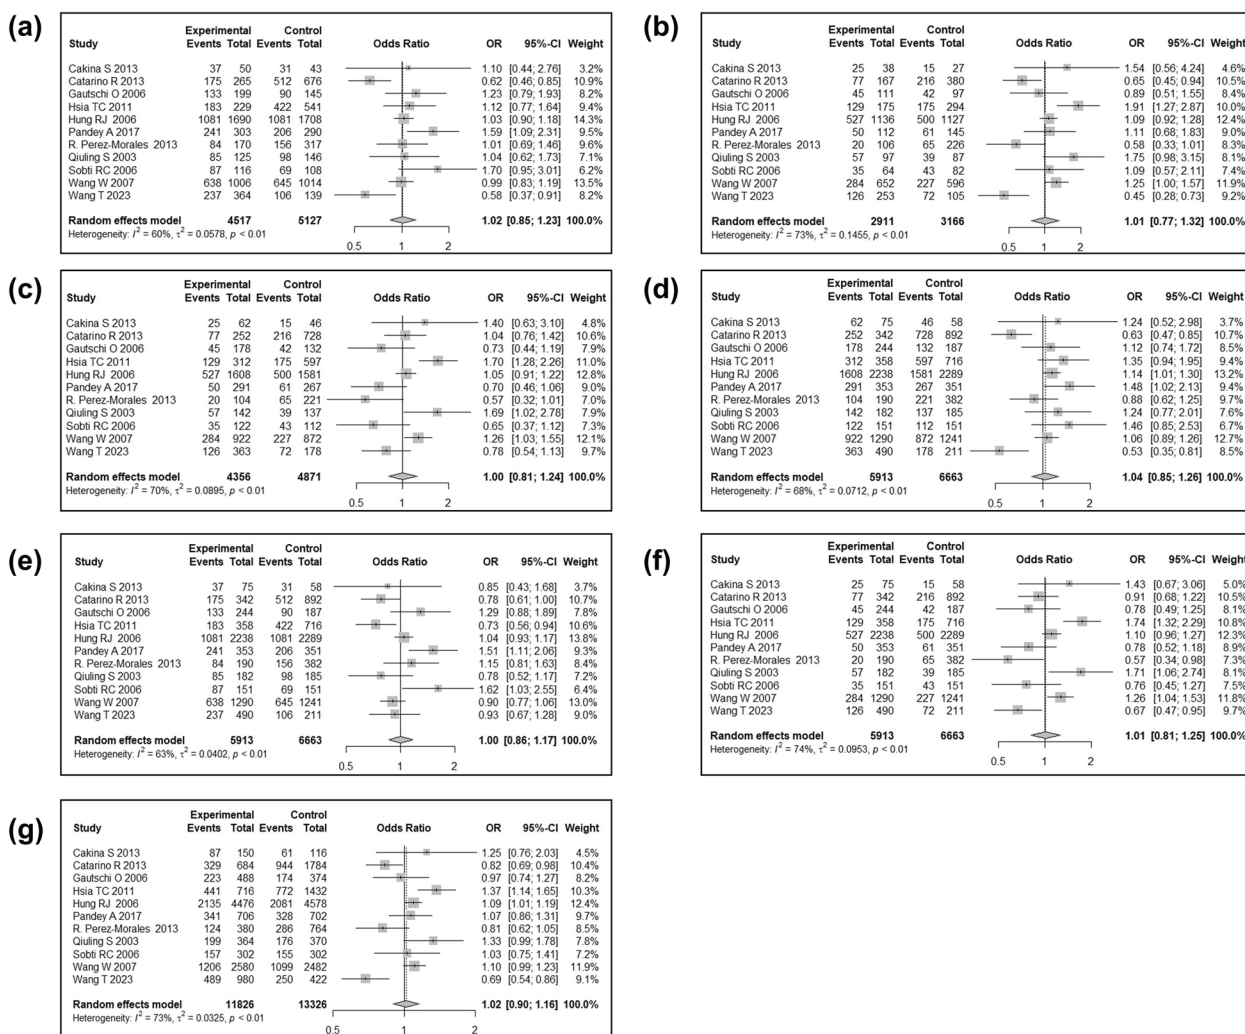 (a)
Experimental Control
Study Events Total Events Total Odds Ratio OR 95%-CI Weight
Cakina S 2013 37 50 31 43 1.10 [0.44; 2.76] 3.2%
Catarino R 2013 175 265 512 676 0.62 [0.46; 0.85] 10.9%
Gautschi O 2006 133 199 90 145 1.23 [0.79; 1.93] 8.2%
Hsia TC 2011 183 229 422 541 1.12 [0.77; 1.64] 9.4%
Hung RJ 2006 1081 1690 1081 1708 1.03 [0.90; 1.18] 14.3%
Pandey A 2017 241 303 206 290 1.59 [1.09; 2.31] 9.5%
R. Perez-Morales 2013 84 170 156 317 1.01 [0.69; 1.46] 9.6%
Qiuling S 2003 85 125 98 146 1.04 [0.62; 1.73] 7.1%
Sobti RC 2006 87 116 69 108 1.70 [0.95; 3.01] 6.2%
Wang W 2007 638 1006 645 1014 0.99 [0.83; 1.19] 13.5%
Wang T 2023 237 364 106 139 0.58 [0.37; 0.91] 8.2%
Random effects model 4517 5127 1.02 [0.85; 1.23] 100.0%
Heterogeneity: I² = 60%, τ² = 0.0578, p < 0.01
0.5 1 2
(b)
Experimental Control
Study Events Total Events Total Odds Ratio OR 95%-CI Weight
Cakina S 2013 25 38 15 27 1.54 [0.56; 4.24] 4.6%
Catarino R 2013 77 167 216 380 0.65 [0.45; 0.94] 10.5%
Gautschi O 2006 45 111 42 97 0.89 [0.51; 1.55] 8.4%
Hsia TC 2011 129 175 175 294 1.91 [1.27; 2.87] 10.1%
Hung RJ 2006 527 1136 500 1127 1.09 [0.92; 1.28] 12.4%
Pandey A 2017 50 112 61 145 1.11 [0.68; 1.83] 9.1%
R. Perez-Morales 2013 20 106 65 226 0.58 [0.33; 1.01] 8.4%
Qiuling S 2003 57 97 39 87 1.75 [0.98; 3.15] 8.2%
Sobti RC 2006 35 64 43 82 1.09 [0.57; 2.11] 7.5%
Wang W 2007 284 652 227 596 1.25 [1.00; 1.57] 11.9%
Wang T 2023 126 253 72 105 0.45 [0.28; 0.73] 9.2%
Random effects model 2911 3166 1.01 [0.77; 1.32] 100.0%
Heterogeneity: I² = 73%, τ² = 0.1455, p < 0.01
0.5 1 2
(c)
Experimental Control
Study Events Total Events Total Odds Ratio OR 95%-CI Weight
Cakina S 2013 25 62 15 46 1.40 [0.63; 3.10] 4.8%
Catarino R 2013 77 252 216 728 1.04 [0.76; 1.42] 10.6%
Gautschi O 2006 45 178 42 132 0.73 [0.44; 1.19] 7.9%
Hsia TC 2011 129 312 175 597 1.70 [1.28; 2.26] 11.0%
Hung RJ 2006 527 1608 500 1581 1.05 [0.91; 1.22] 12.8%
Pandey A 2017 50 291 61 267 0.70 [0.46; 1.06] 9.0%
R. Perez-Morales 2013 20 104 65 221 0.57 [0.32; 1.01] 7.0%
Qiuling S 2003 57 142 39 137 1.69 [1.02; 2.78] 7.9%
Sobti RC 2006 35 122 43 112 0.65 [0.37; 1.12] 7.3%
Wang W 2007 284 922 227 872 1.26 [1.03; 1.55] 12.1%
Wang T 2023 126 363 72 178 0.78 [0.54; 1.13] 9.7%
Random effects model 4356 4871 1.00 [0.81; 1.24] 100.0%
Heterogeneity: I² = 70%, τ² = 0.0895, p < 0.01
0.5 1 2
(d)
Experimental Control
Study Events Total Events Total Odds Ratio OR 95%-CI Weight
Cakina S 2013 62 75 46 58 1.24 [0.52; 2.98] 3.7%
Catarino R 2013 252 342 728 892 0.63 [0.47; 0.85] 10.7%
Gautschi O 2006 178 244 132 187 1.12 [0.74; 1.72] 8.7%
Hsia TC 2011 312 358 597 716 1.35 [0.94; 1.95] 9.5%
Hung RJ 2006 1608 2238 1581 2289 1.14 [1.01; 1.30] 13.2%
Pandey A 2017 291 353 267 351 1.48 [1.02; 2.13] 9.5%
R. Perez-Morales 2013 104 190 221 382 0.88 [0.62; 1.25] 9.7%
Qiuling S 2003 142 182 137 185 1.24 [0.77; 2.01] 7.9%
Sobti RC 2006 122 151 112 151 1.46 [0.85; 2.53] 7.0%
Wang W 2007 922 1290 872 1241 1.06 [0.89; 1.26] 12.7%
Wang T 2023 363 490 178 211 0.53 [0.35; 0.81] 8.5%
Random effects model 5913 6663 1.04 [0.85; 1.26] 100.0%
Heterogeneity: I² = 68%, τ² = 0.0712, p < 0.01
0.5 1 2
(e)
Experimental Control
Study Events Total Events Total Odds Ratio OR 95%-CI Weight
Cakina S 2013 37 75 31 58 0.85 [0.43; 1.68] 3.7%
Catarino R 2013 175 342 512 892 0.78 [0.61; 1.00] 10.7%
Gautschi O 2006 133 244 90 187 1.29 [0.88; 1.89] 7.8%
Hsia TC 2011 183 358 422 716 0.73 [0.56; 0.94] 10.6%
Hung RJ 2006 1081 2238 1081 2289 1.04 [0.93; 1.17] 13.8%
Pandey A 2017 241 353 206 351 1.51 [1.11; 2.06] 9.3%
R. Perez-Morales 2013 84 190 156 382 1.15 [0.81; 1.63] 8.4%
Qiuling S 2003 85 182 98 185 0.78 [0.52; 1.17] 7.2%
Sobti RC 2006 87 151 69 151 1.62 [1.03; 2.55] 6.4%
Wang W 2007 638 1290 645 1241 0.90 [0.77; 1.06] 13.0%
Wang T 2023 237 490 106 211 0.93 [0.67; 1.28] 9.0%
Random effects model 5913 6663 1.00 [0.86; 1.17] 100.0%
Heterogeneity: I² = 63%, τ² = 0.0402, p < 0.01
0.5 1 2
(f)
Experimental Control
Study Events Total Events Total Odds Ratio OR 95%-CI Weight
Cakina S 2013 25 75 15 58 1.43 [0.67; 3.06] 5.0%
Catarino R 2013 77 342 216 892 0.91 [0.68; 1.22] 10.5%
Gautschi O 2006 45 244 42 187 0.78 [0.49; 1.25] 8.1%
Hsia TC 2011 129 358 175 716 1.74 [1.32; 2.29] 10.8%
Hung RJ 2006 527 2238 500 2289 1.10 [0.96; 1.27] 12.3%
Pandey A 2017 50 353 61 351 0.78 [0.52; 1.18] 8.9%
R. Perez-Morales 2013 20 190 65 382 0.57 [0.34; 0.98] 7.4%
Qiuling S 2003 57 182 39 185 1.71 [1.06; 2.74] 8.1%
Sobti RC 2006 35 151 43 151 0.76 [0.45; 1.27] 7.5%
Wang W 2007 284 1290 227 1241 1.26 [1.04; 1.53] 11.8%
Wang T 2023 126 490 72 211 0.67 [0.47; 0.95] 9.7%
Random effects model 5913 6663 1.01 [0.81; 1.25] 100.0%
Heterogeneity: I² = 74%, τ² = 0.0953, p < 0.01
0.5 1 2
(g)
Experimental Control
Study Events Total Events Total Odds Ratio OR 95%-CI Weight
Cakina S 2013 87 150 61 116 1.25 [0.76; 2.03] 4.5%
Catarino R 2013 329 684 944 1784 0.82 [0.69; 0.98] 10.4%
Gautschi O 2006 223 488 174 374 0.97 [0.74; 1.27] 8.2%
Hsia TC 2011 441 716 772 1432 1.37 [1.14; 1.65] 10.3%
Hung RJ 2006 2135 4476 2081 4578 1.09 [1.01; 1.19] 12.4%
Pandey A 2017 341 706 328 702 1.07 [0.86; 1.31] 9.7%
R. Perez-Morales 2013 124 380 286 764 0.81 [0.62; 1.05] 8.5%
Qiuling S 2003 199 364 176 370 1.33 [0.99; 1.78] 7.8%
Sobti RC 2006 157 302 155 302 1.03 [0.75; 1.41] 7.2%
Wang W 2007 1206 2580 1099 2482 1.10 [0.99; 1.23] 11.9%
Wang T 2023 489 980 250 422 0.69 [0.54; 0.86] 9.1%
Random effects model 11826 13326 1.02 [0.90; 1.16] 100.0%
Heterogeneity: I² = 73%, τ² = 0.0325, p < 0.01
0.5 1 2